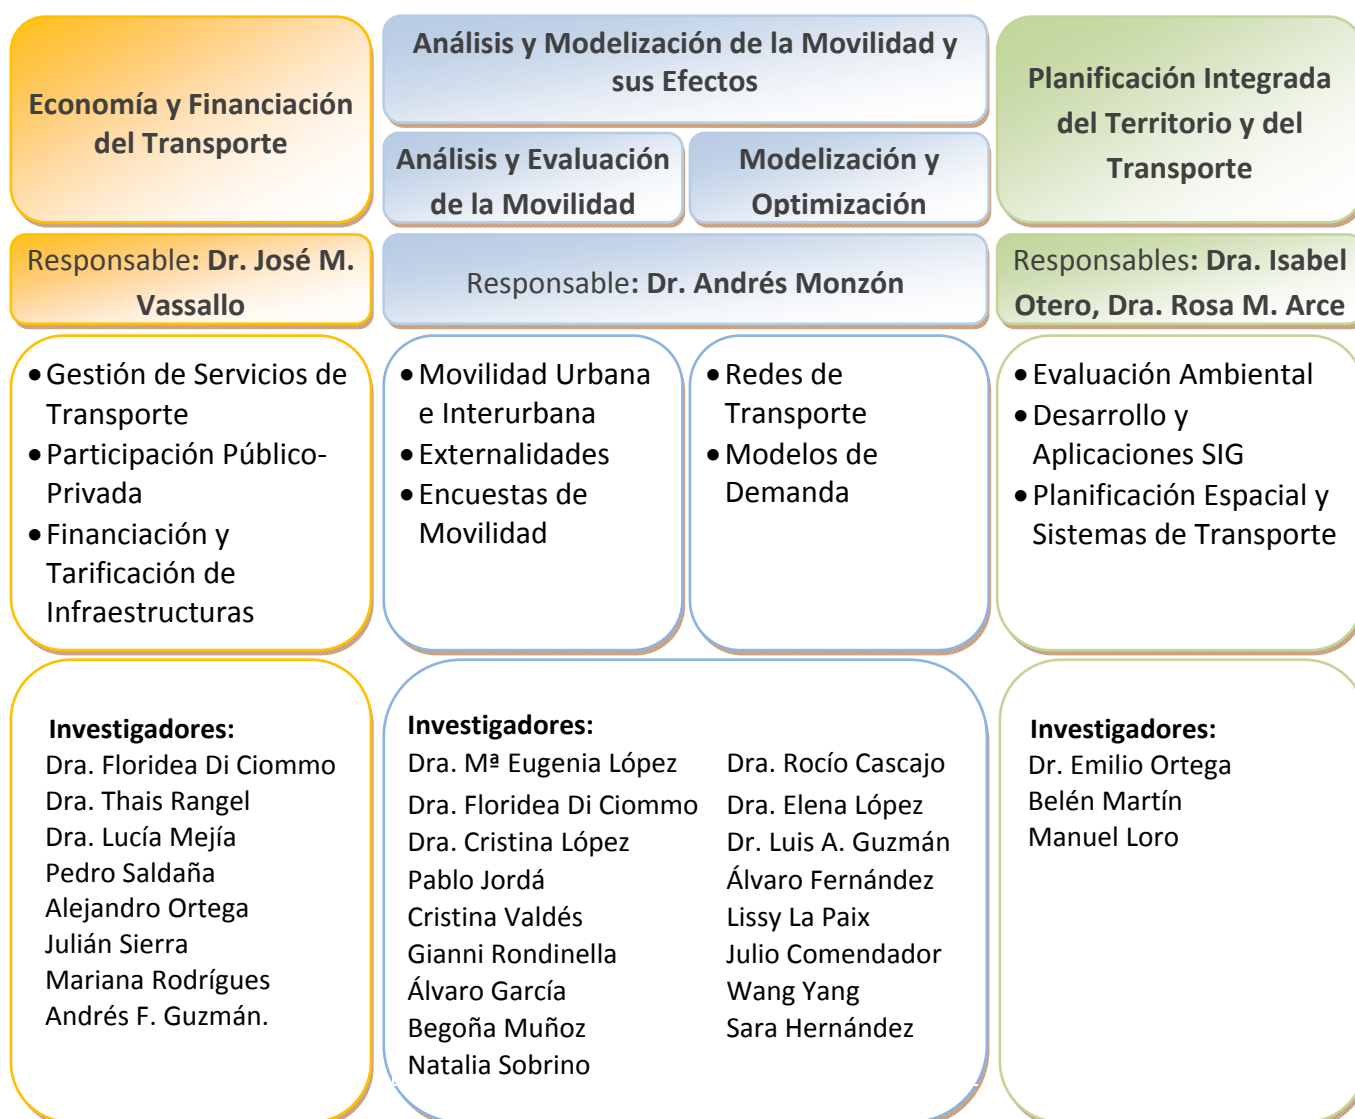 Economía y Financiación
del Transporte
Análisis y Modelización de la Movilidad y
sus Efectos
Análisis y Evaluación
de la Movilidad
Modelización y
Optimización
Planificación Integrada
del Territorio y del
Transporte
Responsable: Dr. José M.
Vassallo
Responsable: Dr. Andrés Monzón
Responsables: Dra. Isabel
Otero, Dra. Rosa M. Arce
• Gestión de Servicios de
Transporte
• Participación Público-
Privada
• Financiación y
Tarificación de
Infraestructuras
• Movilidad Urbana
e Interurbana
• Externalidades
• Encuestas de
Movilidad
• Redes de
Transporte
• Modelos de
Demanda
• Evaluación Ambiental
• Desarrollo y
Aplicaciones SIG
• Planificación Espacial y
Sistemas de Transporte
Investigadores:
Dra. Floridea Di Ciommo
Dra. Thais Rangel
Dra. Lucía Mejía
Pedro Saldaña
Alejandro Ortega
Julián Sierra
Mariana Rodrígues
Andrés F. Guzmán.
Investigadores:
Dra. Mª Eugenia López
Dra. Floridea Di Ciommo
Dra. Cristina López
Pablo Jordá
Cristina Valdés
Gianni Rondinella
Álvaro García
Begoña Muñoz
Natalia Sobrino
Dra. Rocío Cascajo
Dra. Elena López
Dr. Luis A. Guzmán
Álvaro Fernández
Lissy La Paix
Julio Comendador
Wang Yang
Sara Hernández
Investigadores:
Dr. Emilio Ortega
Belén Martín
Manuel Loro